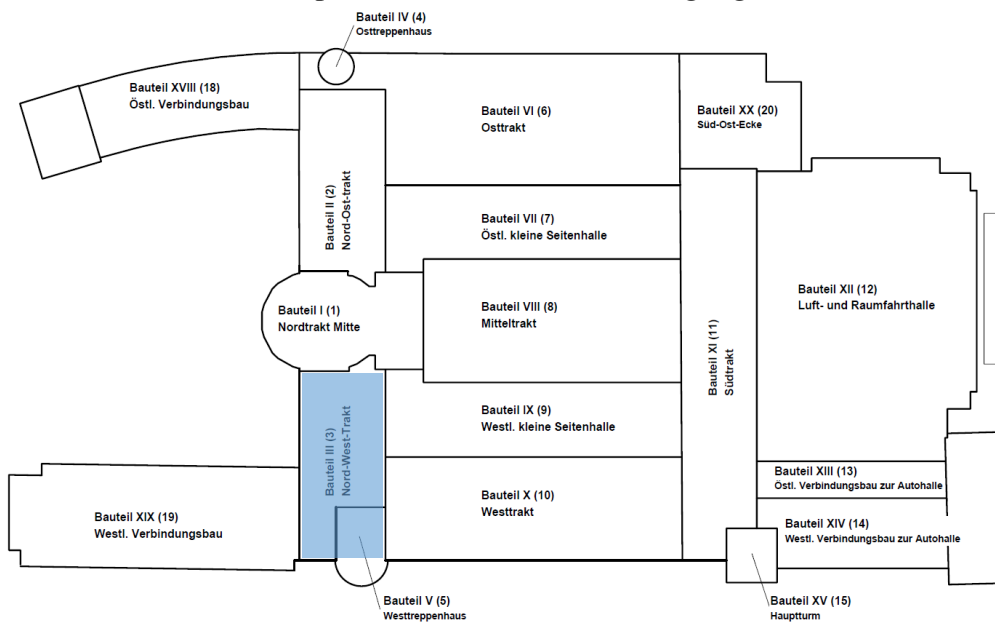 Bauteil IV (4)
Osttreppenhaus
Bauteil XVIII (18)
Östl. Verbindungsbau
Bauteil VI (6)
Osttrakt
Bauteil XX (20)
Süd-Ost-Ecke
Bauteil II (2)
Nord-Ost-trakt
Bauteil VII (7)
Östl. kleine Seitenhalle
Bauteil I (1)
Nordtrakt Mitte
Bauteil VIII (8)
Mitteltrakt
Bauteil XI (11)
Südtrakt
Bauteil XII (12)
Luft- und Raumfahrthalle
Bauteil III (3)
Nord-West-Trakt
Bauteil IX (9)
Westl. kleine Seitenhalle
Bauteil XIII (13)
Östl. Verbindungsbau zur Autohalle
Bauteil XIX (19)
Westl. Verbindungsbau
Bauteil X (10)
Westtrakt
Bauteil XIV (14)
Westl. Verbindungsbau zur Autohalle
Bauteil V (5)
Westtreppenhaus
Bauteil XV (15)
Hauptturm